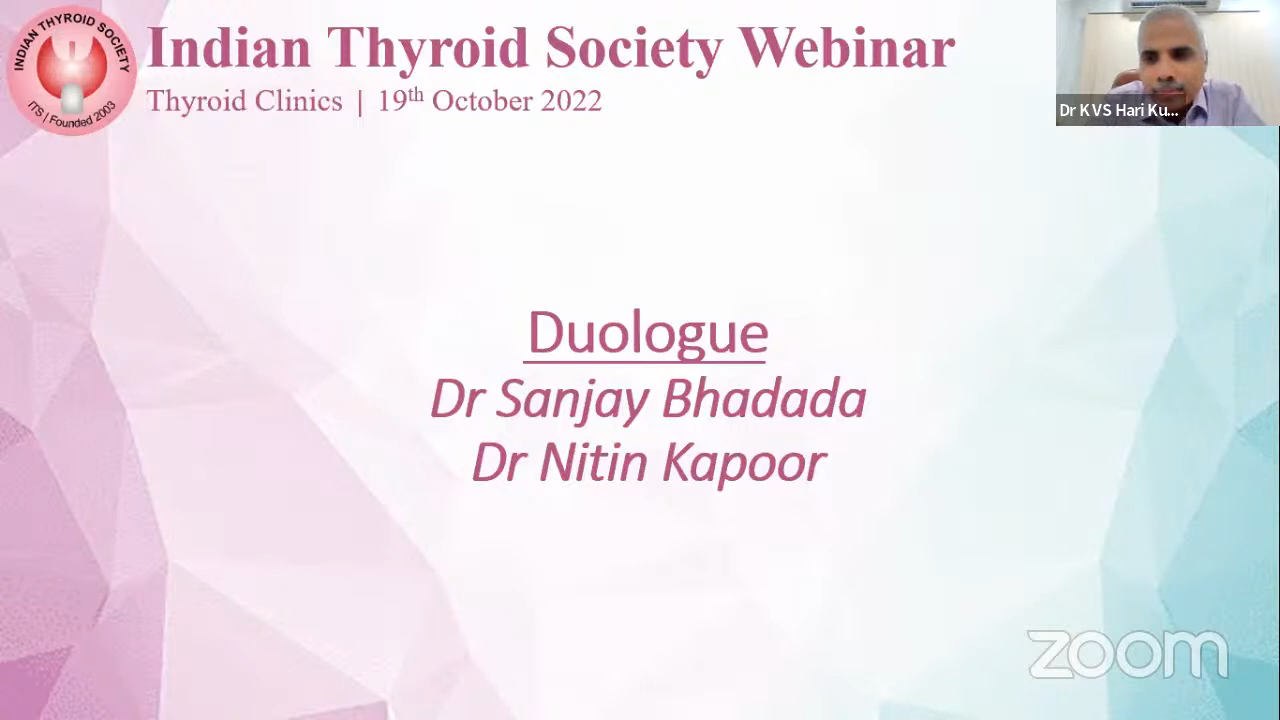 INDIAN THYROID SOCIETY
ITS | Founded 2003
Indian Thyroid Society Webinar
Thyroid Clinics | 19th October 2022
Dr KVS Hari Ku...
Duologue
Dr Sanjay Bhadada
Dr Nitin Kapoor
zoom